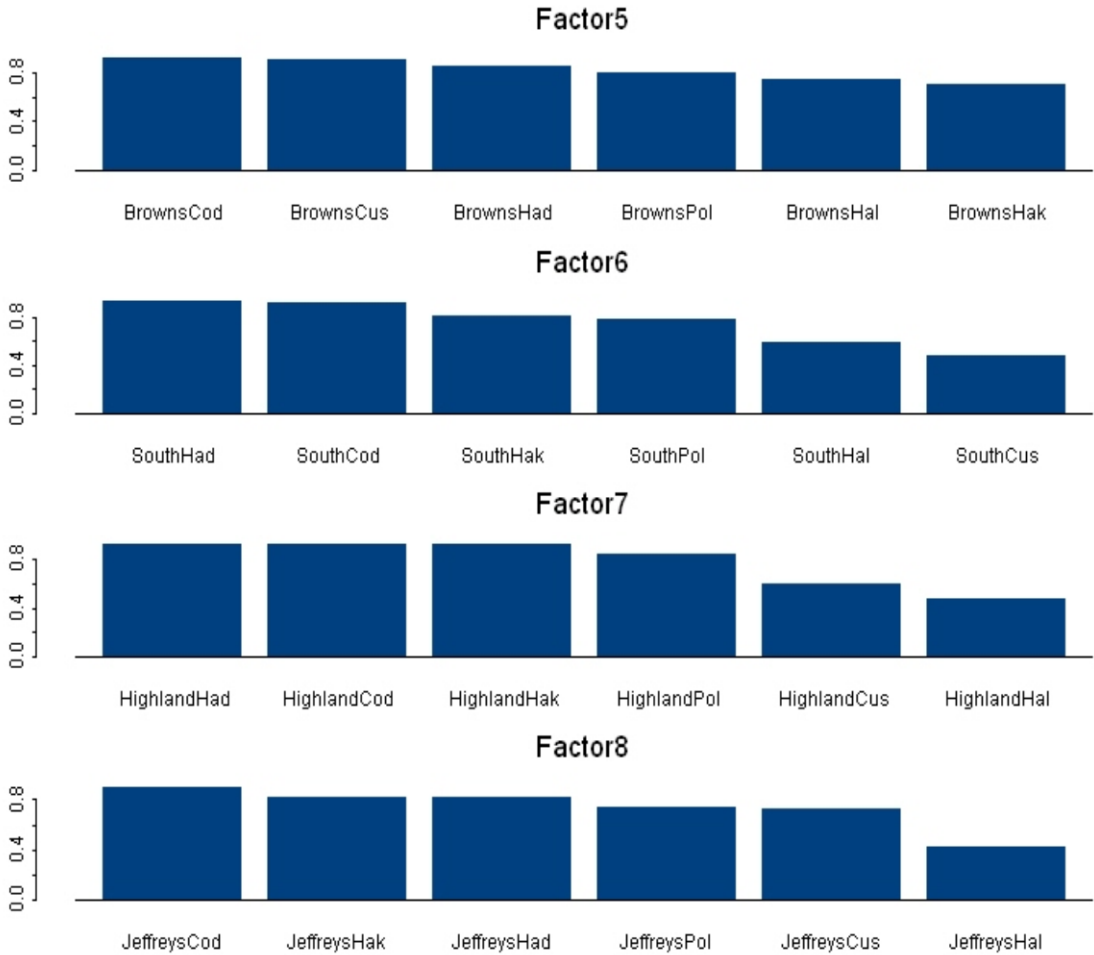 Factor5
0.8
0.4
0.0
BrownsCod BrownsCus BrownsHad BrownsPol BrownsHal BrownsHak
Factor6
0.8
0.4
0.0
SouthHad SouthCod SouthHak SouthPol SouthHal SouthCus
Factor7
0.8
0.4
0.0
HighlandHad HighlandCod HighlandHak HighlandPol HighlandCus HighlandHal
Factor8
0.8
0.4
0.0
JeffreysCod JeffreysHak JeffreysHad JeffreysPol JeffreysCus JeffreysHal